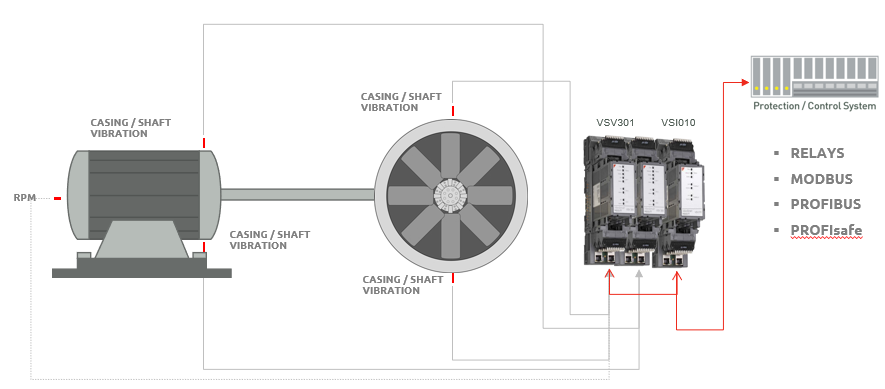 CASING / SHAFT
VIBRATION
CASING / SHAFT
VIBRATION
RPM
CASING / SHAFT
VIBRATION
CASING / SHAFT
VIBRATION
VSV301
VSI010
Protection / Control System
▪ RELAYS
▪ MODBUS
▪ PROFIBUS
▪ PROFIsafe